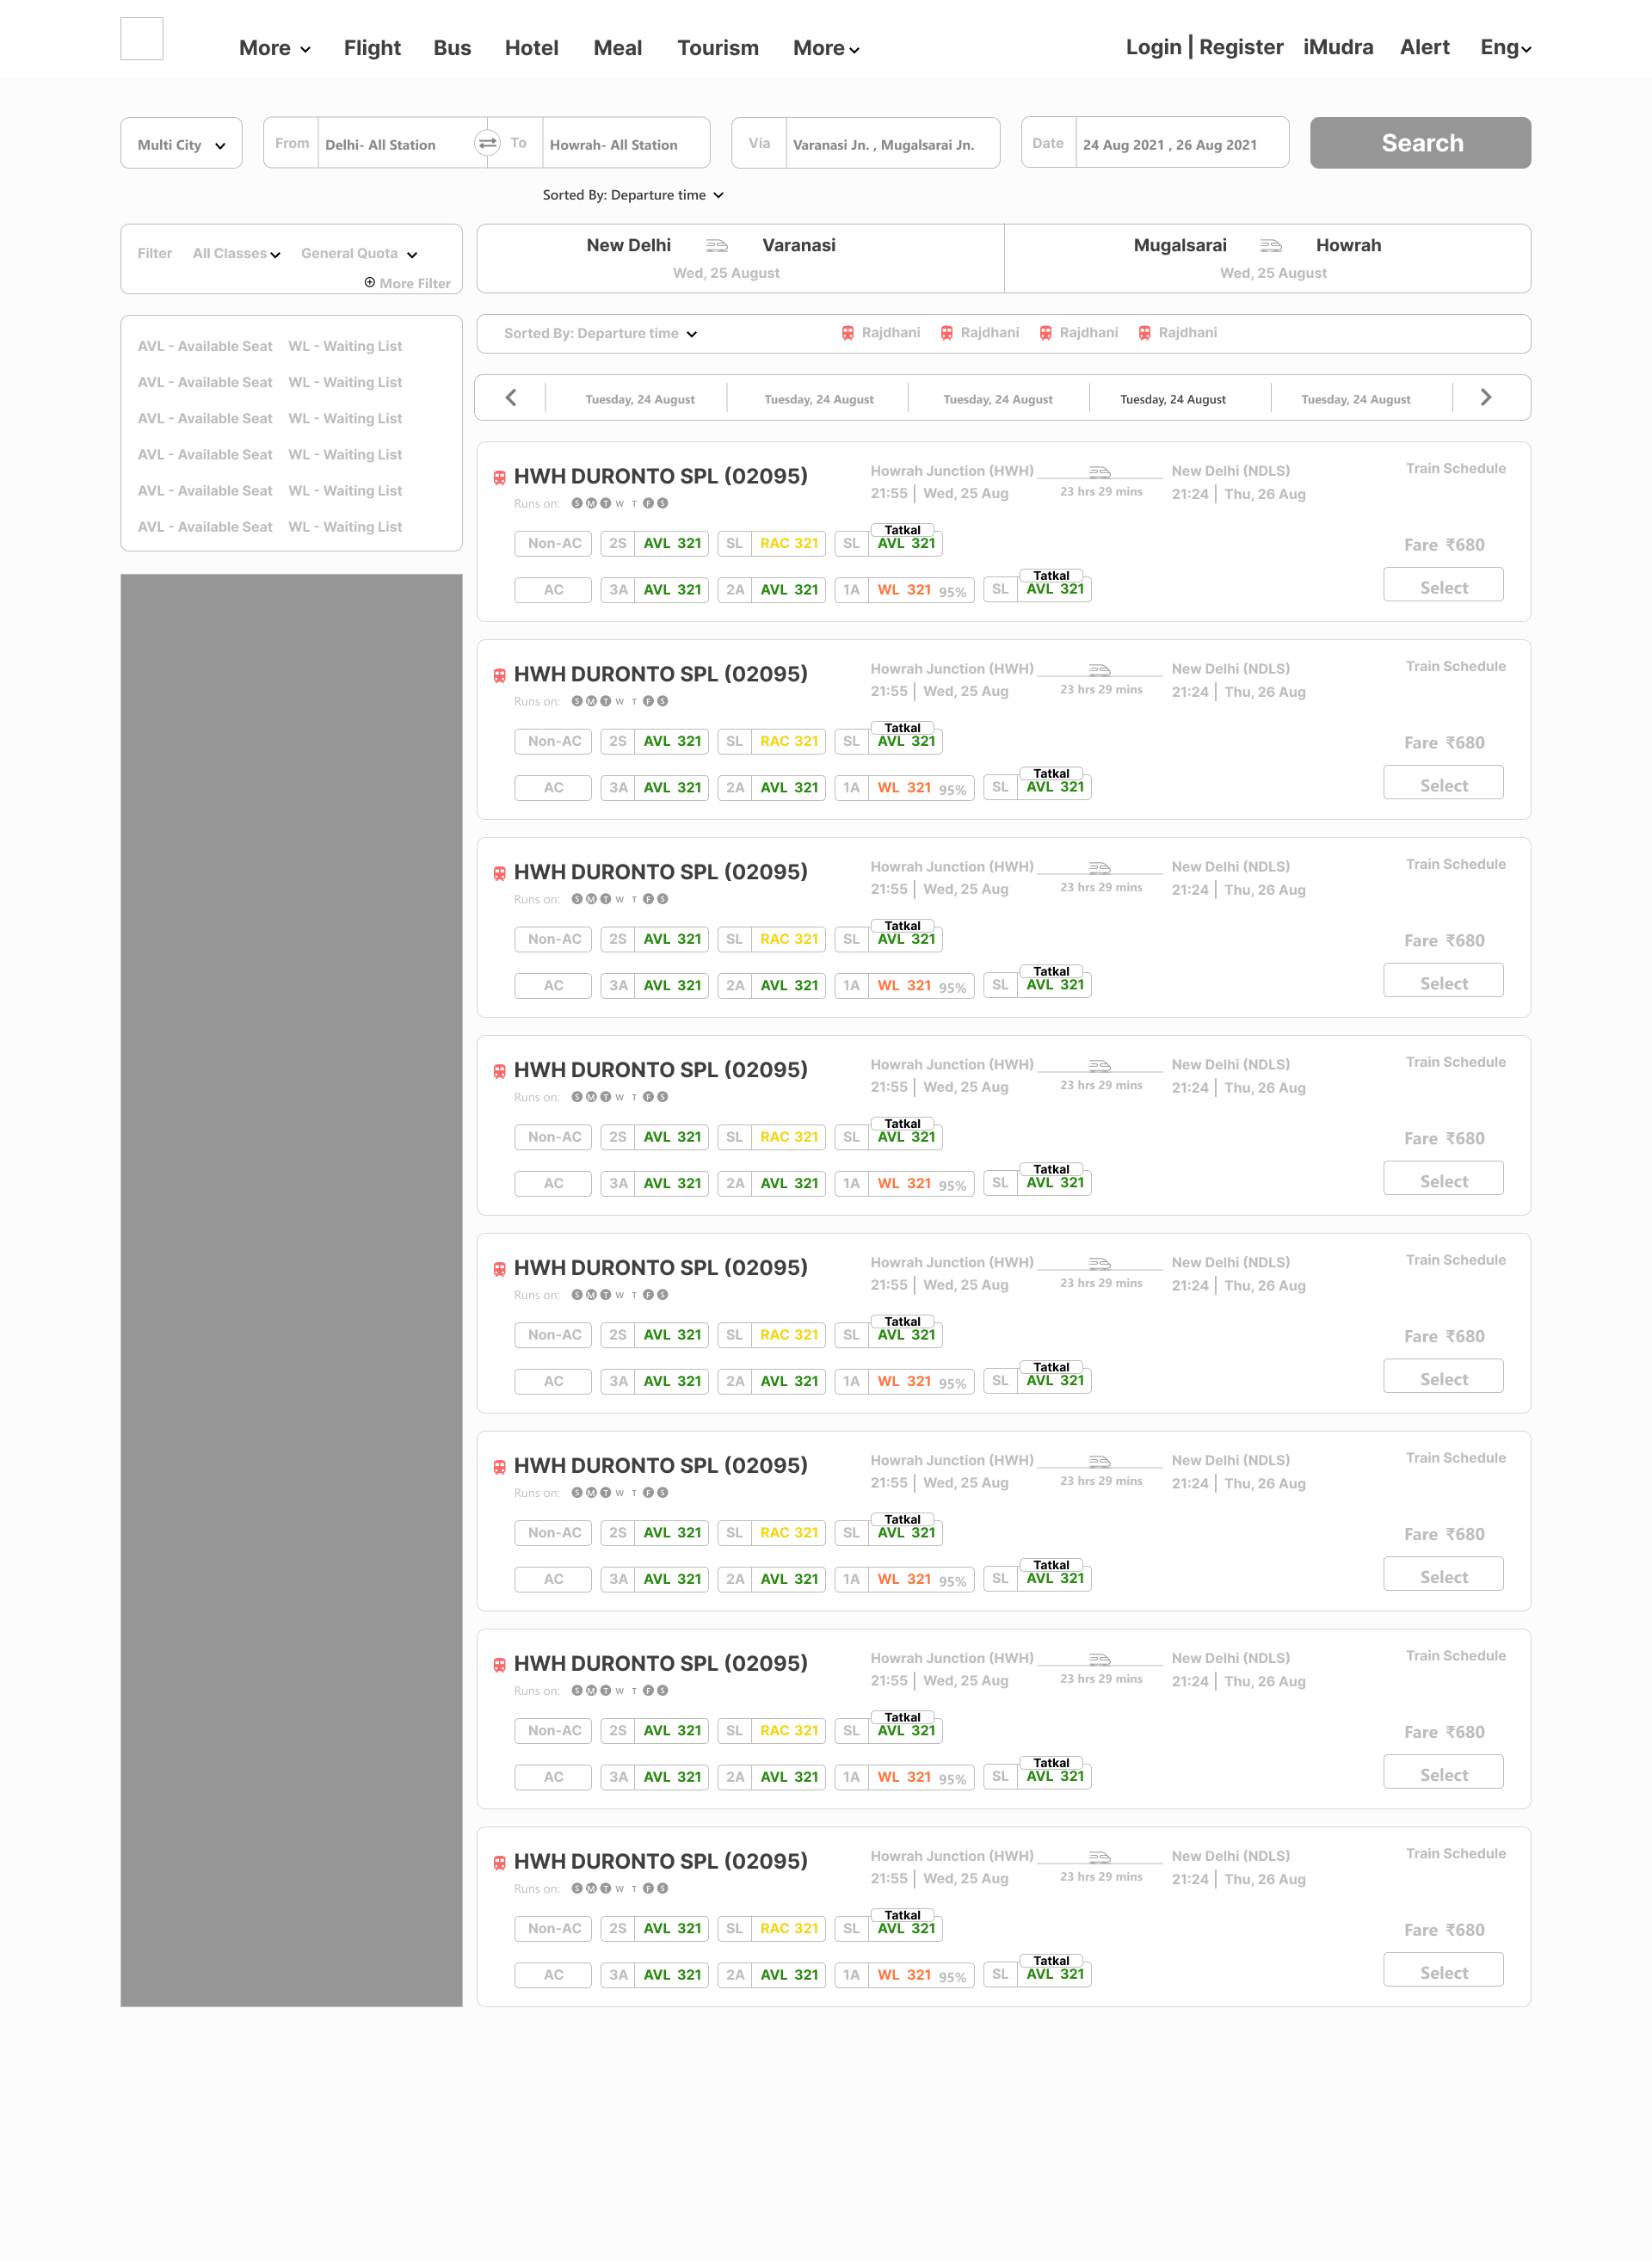 More Flight Bus Hotel Meal Tourism More Login | Register iMudra Alert Eng
Multi City From Delhi- All Station To Howrah- All Station Via Varanasi Jn. , Mugalsarai Jn. Date 24 Aug 2021 , 26 Aug 2021 Search
Sorted By: Departure time
Filter All Classes General Quota
More Filter
New Delhi Varanasi Mugalsarai Howrah
Wed, 25 August Wed, 25 August
AVL - Available Seat WL - Waiting List
AVL - Available Seat WL - Waiting List
AVL - Available Seat WL - Waiting List
AVL - Available Seat WL - Waiting List
AVL - Available Seat WL - Waiting List
AVL - Available Seat WL - Waiting List
Sorted By: Departure time Rajdhani Rajdhani Rajdhani Rajdhani
Tuesday, 24 August Tuesday, 24 August Tuesday, 24 August Tuesday, 24 August Tuesday, 24 August
HWH DURONTO SPL (02095) Howrah Junction (HWH) New Delhi (NDLS) Train Schedule
21:55 | Wed, 25 Aug 23 hrs 29 mins 21:24 | Thu, 26 Aug
Runs on: S M T W T F S
Tatkal
Non-AC 2S AVL 321 SL RAC 321 SL AVL 321 Fare ₹680
Tatkal
AC 3A AVL 321 2A AVL 321 1A WL 321 95% SL AVL 321 Select
HWH DURONTO SPL (02095) Howrah Junction (HWH) New Delhi (NDLS) Train Schedule
21:55 | Wed, 25 Aug 23 hrs 29 mins 21:24 | Thu, 26 Aug
Runs on: S M T W T F S
Tatkal
Non-AC 2S AVL 321 SL RAC 321 SL AVL 321 Fare ₹680
Tatkal
AC 3A AVL 321 2A AVL 321 1A WL 321 95% SL AVL 321 Select
HWH DURONTO SPL (02095) Howrah Junction (HWH) New Delhi (NDLS) Train Schedule
21:55 | Wed, 25 Aug 23 hrs 29 mins 21:24 | Thu, 26 Aug
Runs on: S M T W T F S
Tatkal
Non-AC 2S AVL 321 SL RAC 321 SL AVL 321 Fare ₹680
Tatkal
AC 3A AVL 321 2A AVL 321 1A WL 321 95% SL AVL 321 Select
HWH DURONTO SPL (02095) Howrah Junction (HWH) New Delhi (NDLS) Train Schedule
21:55 | Wed, 25 Aug 23 hrs 29 mins 21:24 | Thu, 26 Aug
Runs on: S M T W T F S
Tatkal
Non-AC 2S AVL 321 SL RAC 321 SL AVL 321 Fare ₹680
Tatkal
AC 3A AVL 321 2A AVL 321 1A WL 321 95% SL AVL 321 Select
HWH DURONTO SPL (02095) Howrah Junction (HWH) New Delhi (NDLS) Train Schedule
21:55 | Wed, 25 Aug 23 hrs 29 mins 21:24 | Thu, 26 Aug
Runs on: S M T W T F S
Tatkal
Non-AC 2S AVL 321 SL RAC 321 SL AVL 321 Fare ₹680
Tatkal
AC 3A AVL 321 2A AVL 321 1A WL 321 95% SL AVL 321 Select
HWH DURONTO SPL (02095) Howrah Junction (HWH) New Delhi (NDLS) Train Schedule
21:55 | Wed, 25 Aug 23 hrs 29 mins 21:24 | Thu, 26 Aug
Runs on: S M T W T F S
Tatkal
Non-AC 2S AVL 321 SL RAC 321 SL AVL 321 Fare ₹680
Tatkal
AC 3A AVL 321 2A AVL 321 1A WL 321 95% SL AVL 321 Select
HWH DURONTO SPL (02095) Howrah Junction (HWH) New Delhi (NDLS) Train Schedule
21:55 | Wed, 25 Aug 23 hrs 29 mins 21:24 | Thu, 26 Aug
Runs on: S M T W T F S
Tatkal
Non-AC 2S AVL 321 SL RAC 321 SL AVL 321 Fare ₹680
Tatkal
AC 3A AVL 321 2A AVL 321 1A WL 321 95% SL AVL 321 Select
HWH DURONTO SPL (02095) Howrah Junction (HWH) New Delhi (NDLS) Train Schedule
21:55 | Wed, 25 Aug 23 hrs 29 mins 21:24 | Thu, 26 Aug
Runs on: S M T W T F S
Tatkal
Non-AC 2S AVL 321 SL RAC 321 SL AVL 321 Fare ₹680
Tatkal
AC 3A AVL 321 2A AVL 321 1A WL 321 95% SL AVL 321 Select